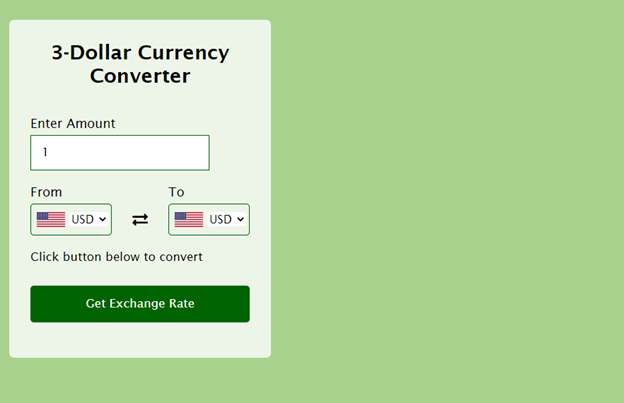 3-Dollar Currency
Converter
Enter Amount
1
From To
USD USD
Click button below to convert
Get Exchange Rate